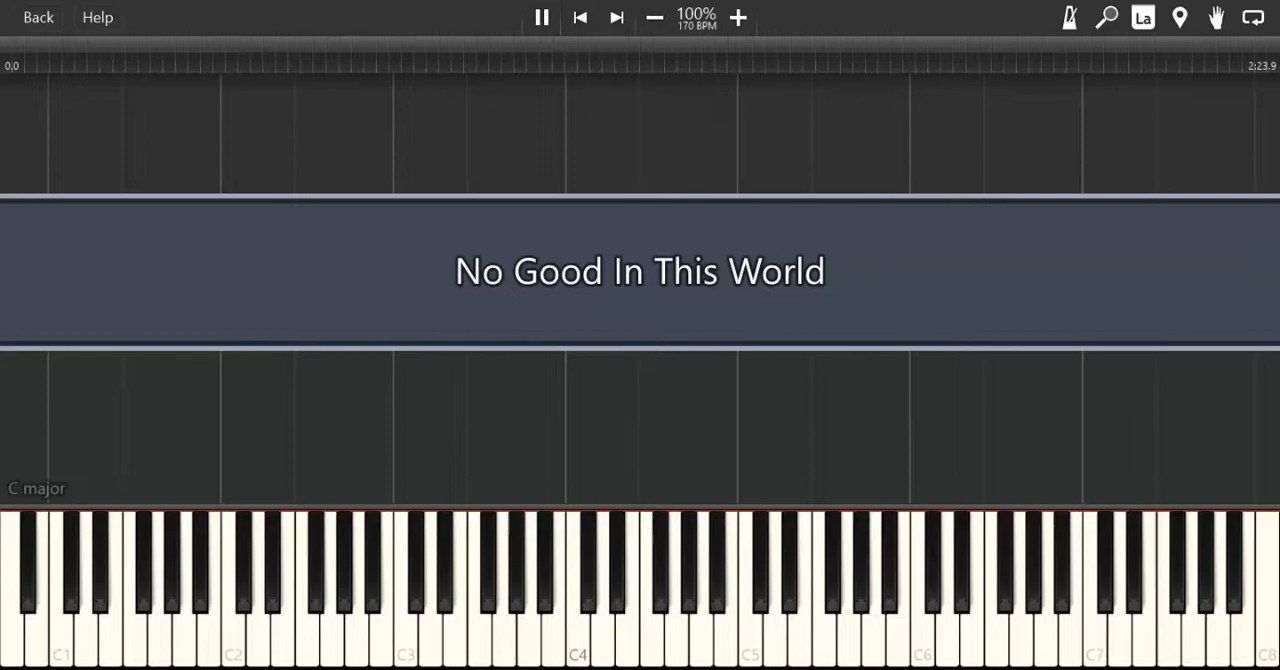 Back Help 100% La
170 BPM
0,0 2:23.9
No Good In This World
C major
C1 C2 C3 C4 C5 C6 C7 C8